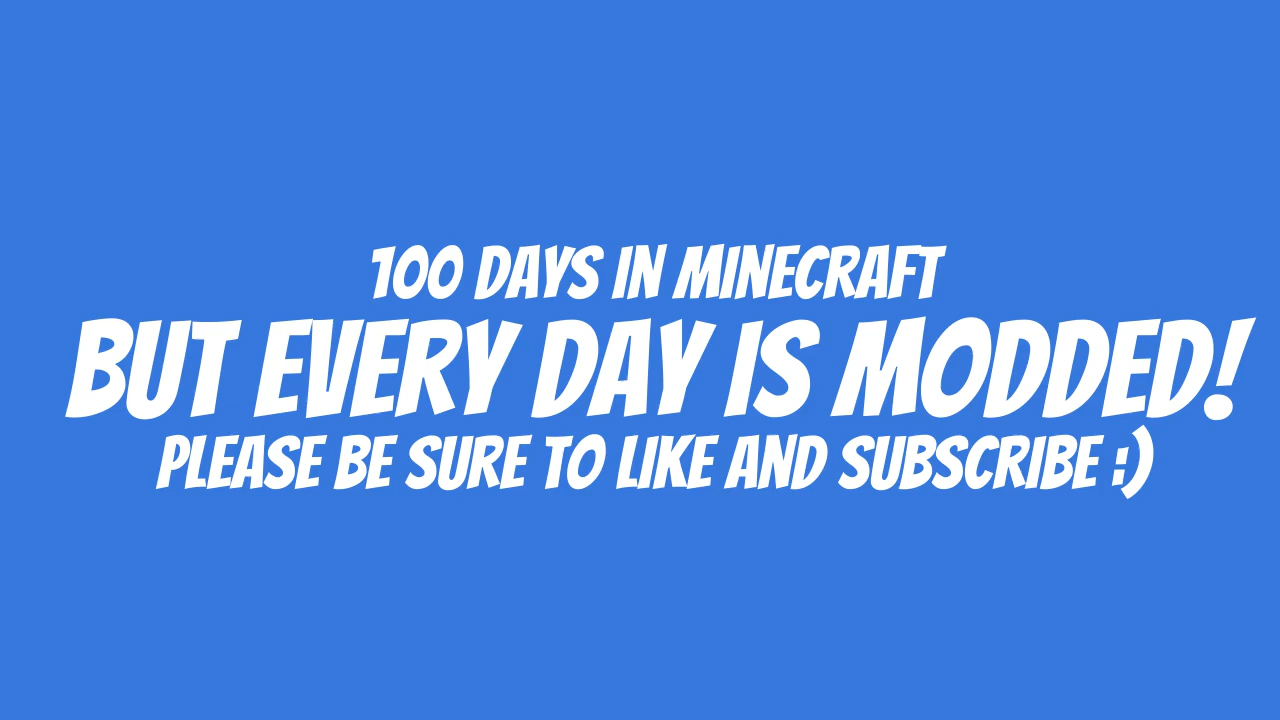 100 DAYS IN MINECRAFT
BUT EVERY DAY IS MODDED!
PLEASE BE SURE TO LIKE AND SUBSCRIBE :)